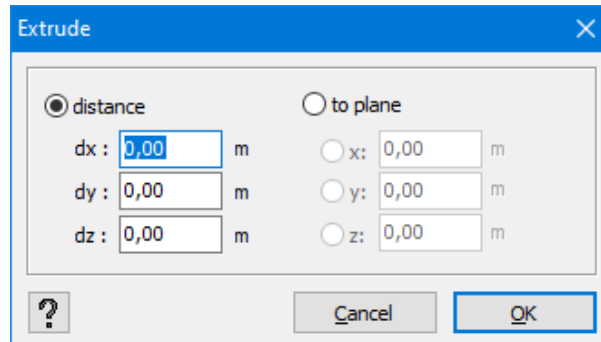 Extrude
distance
to plane
dx : 0,00 m
x: 0,00 m
dy : 0,00 m
y: 0,00 m
dz : 0,00 m
z: 0,00 m
?
Cancel
OK